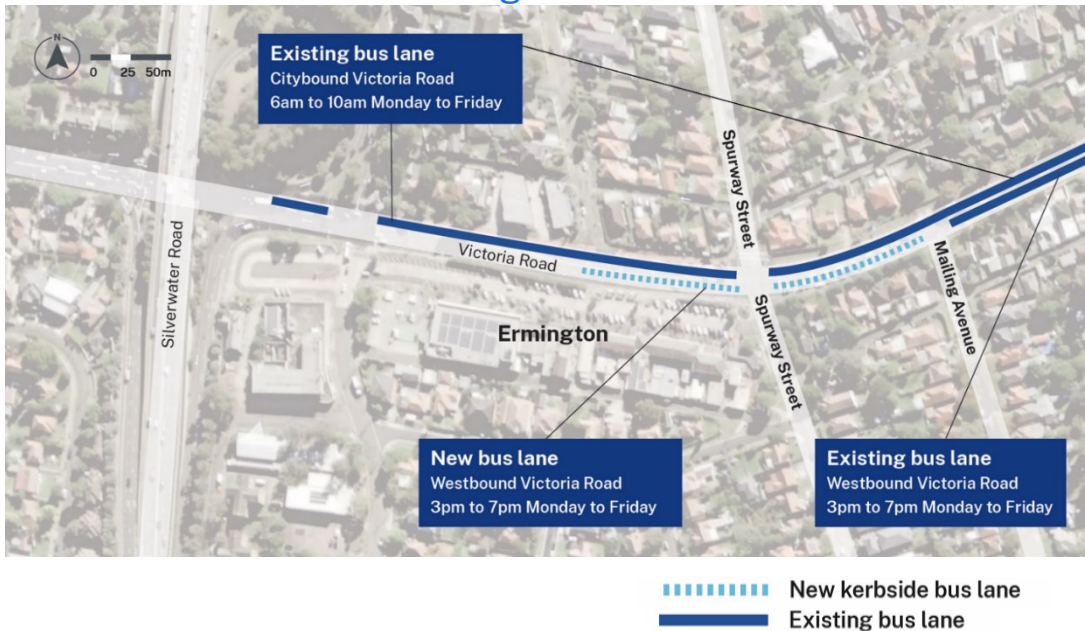 N
0 25 50m
Existing bus lane
Citybound Victoria Road
6am to 10am Monday to Friday
Spurway Street
Silverwater Road
Victoria Road
Mailing Avenue
Ermington
Spurway Street
New bus lane
Westbound Victoria Road
3pm to 7pm Monday to Friday
Existing bus lane
Westbound Victoria Road
3pm to 7pm Monday to Friday
New kerbside bus lane
Existing bus lane